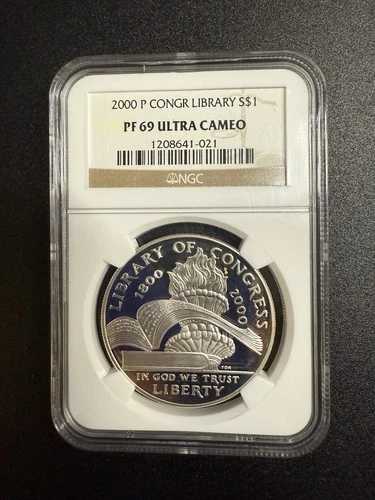 2000 P CONGR LIBRARY S$1
PF 69 ULTRA CAMEO
1208641-021
NGC
LIBRARY OF CONGRESS
1800 2000
IN GOD WE TRUST
LIBERTY